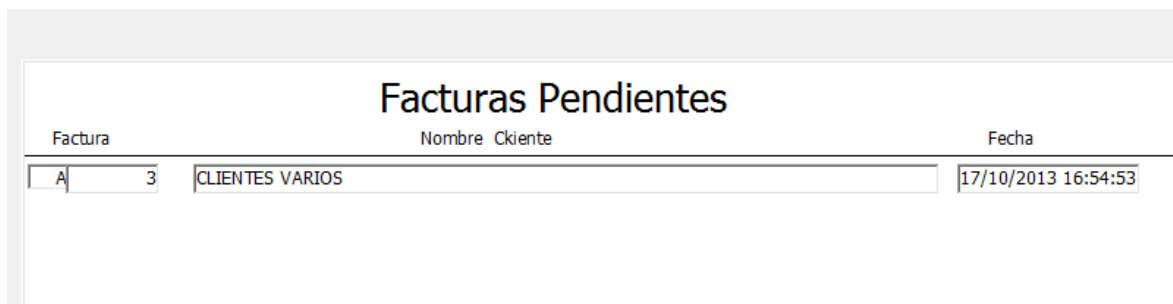 Facturas Pendientes
Factura Nombre Ckiente Fecha
A 3 CLIENTES VARIOS 17/10/2013 16:54:53